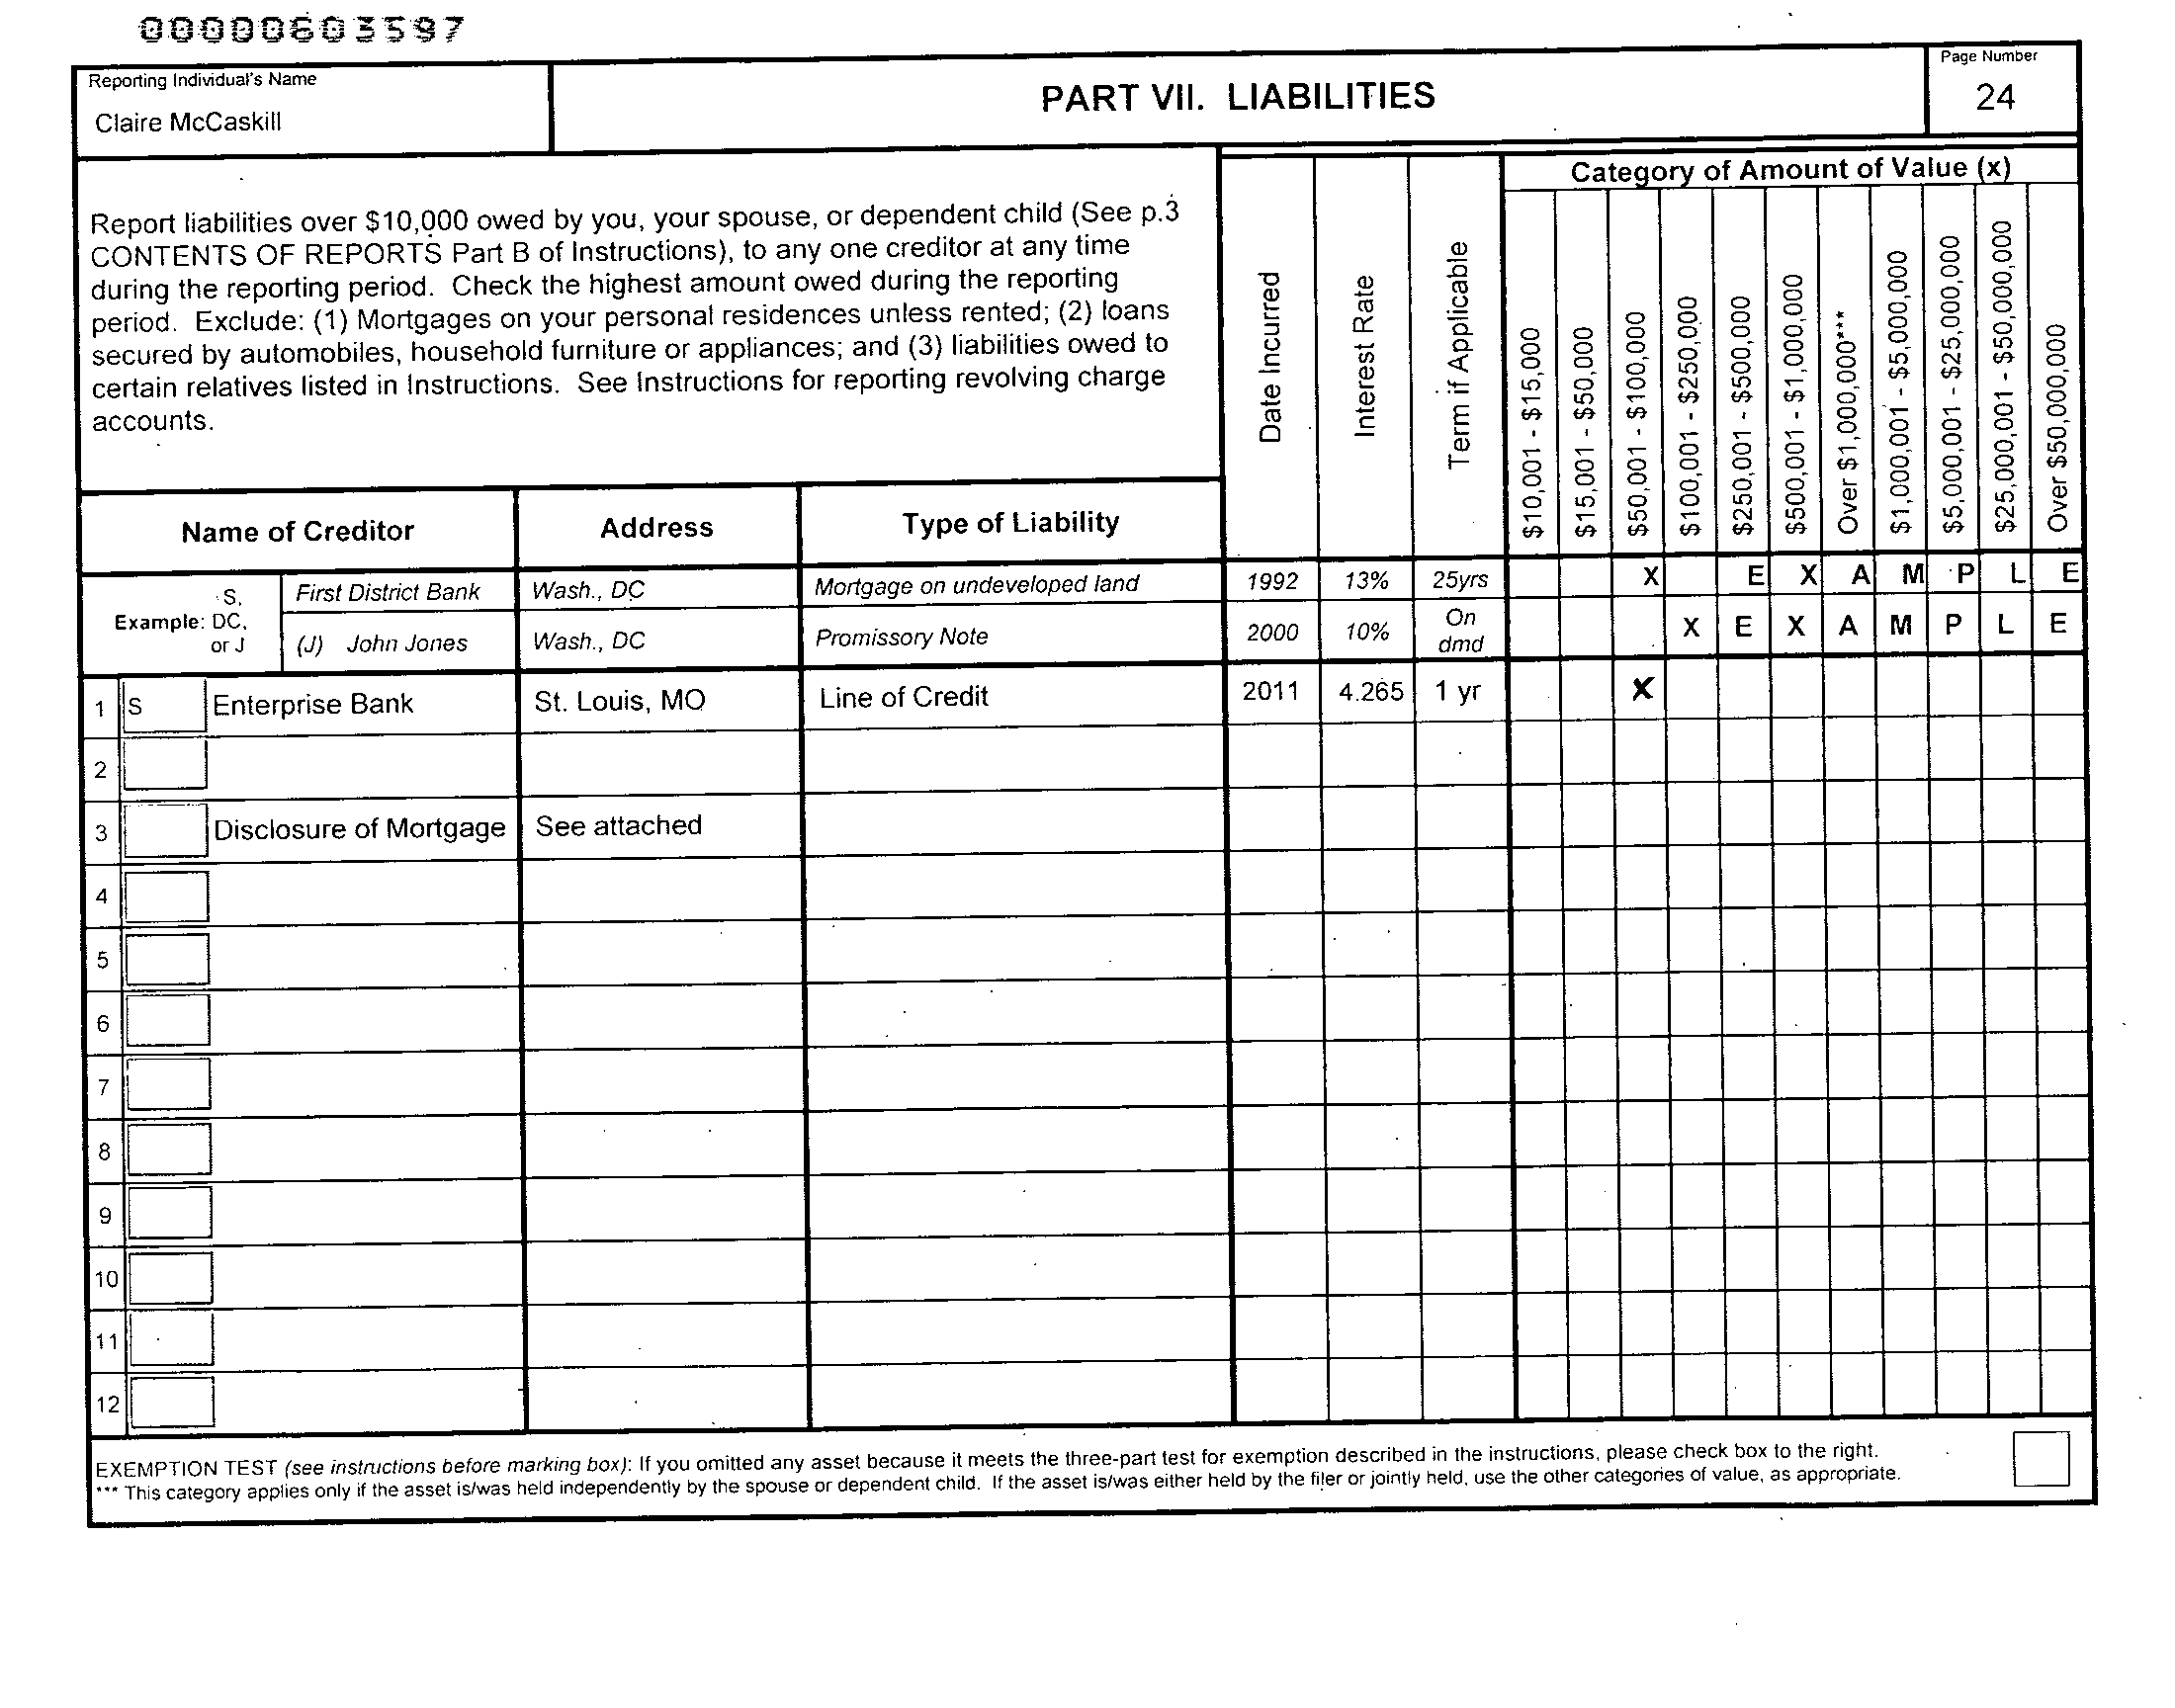 00000603597
Reporting Individual's Name
Claire McCaskill
PART VII. LIABILITIES
Page Number
24
Report liabilities over $10,000 owed by you, your spouse, or dependent child (See p.3
CONTENTS OF REPORTS Part B of Instructions), to any one creditor at any time
during the reporting period. Check the highest amount owed during the reporting
period. Exclude: (1) Mortgages on your personal residences unless rented; (2) loans
secured by automobiles, household furniture or appliances; and (3) liabilities owed to
certain relatives listed in Instructions. See Instructions for reporting revolving charge
accounts.
Date Incurred
Interest Rate
Term if Applicable
Category of Amount of Value (x)
$10,001 - $15,000
$15,001 - $50,000
$50,001 - $100,000
$100,001 - $250,000
$250,001 - $500,000
$500,001 - $1,000,000
Over $1,000,000***
$1,000,001 - $5,000,000
$5,000,001 - $25,000,000
$25,000,001 - $50,000,000
Over $50,000,000
Name of Creditor Address Type of Liability
Example: S, DC, or J
First District Bank Wash., DC Mortgage on undeveloped land 1992 13% 25yrs X E X A M P L E
(J) John Jones Wash., DC Promissory Note 2000 10% On dmd X E X A M P L E
1 S Enterprise Bank St. Louis, MO Line of Credit 2011 4.265 1 yr X
2
3 Disclosure of Mortgage See attached
4
5
6
7
8
9
10
11
12
EXEMPTION TEST (see instructions before marking box): If you omitted any asset because it meets the three-part test for exemption described in the instructions, please check box to the right.
*** This category applies only if the asset is/was held independently by the spouse or dependent child. If the asset is/was either held by the filer or jointly held, use the other categories of value, as appropriate.